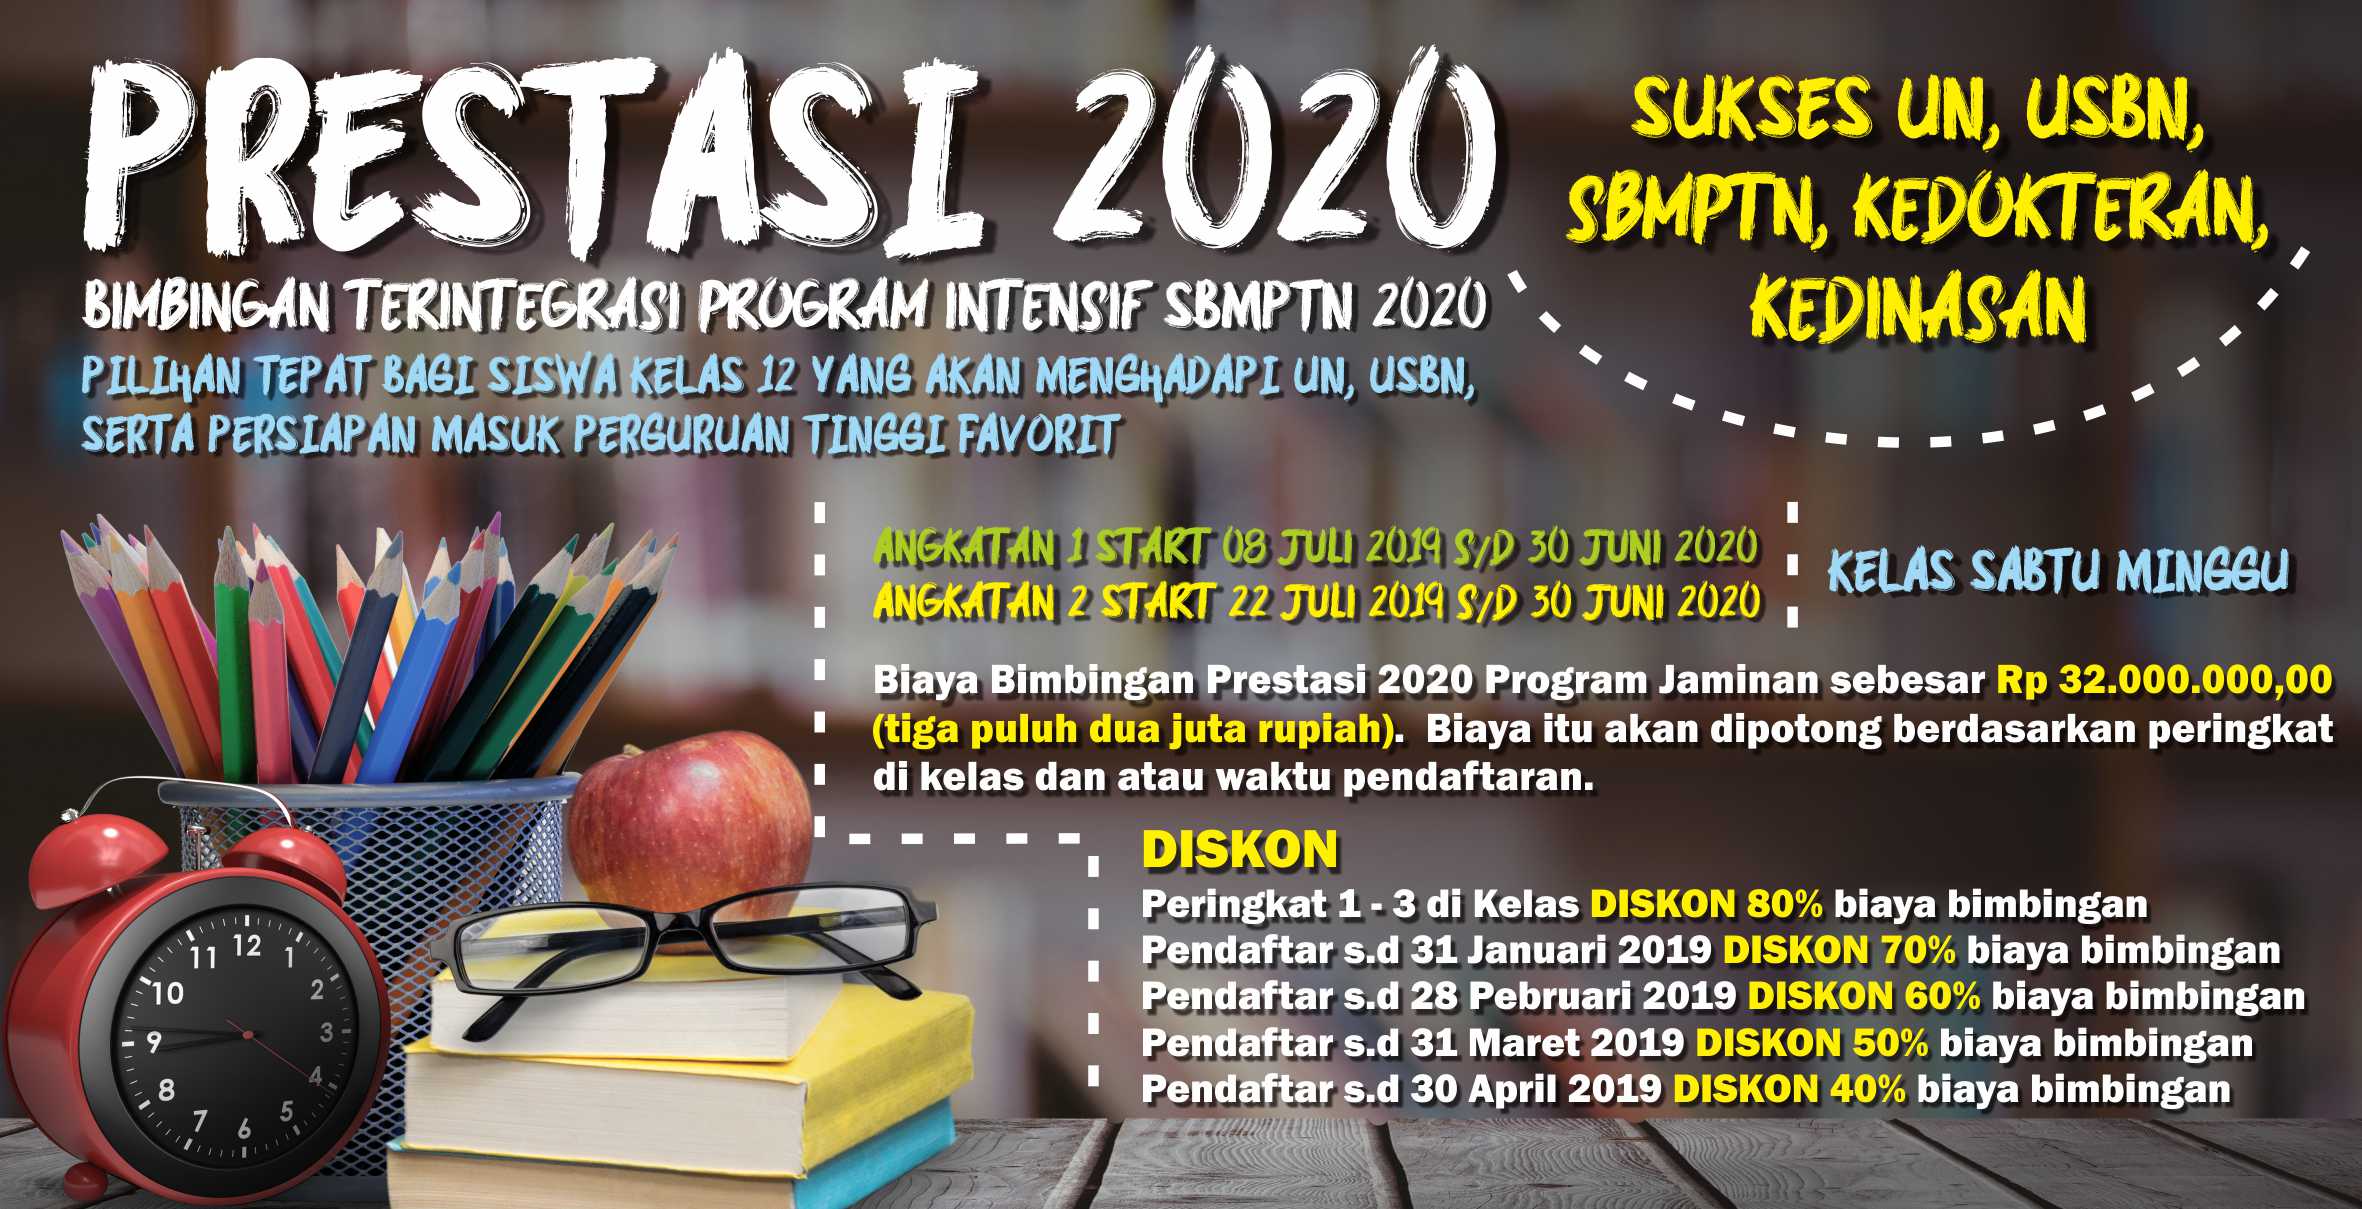 PRESTASI 2020
BIMBINGAN TERINTEGRASI PROGRAM INTENSIF SBMPTN 2020
PILIHAN TEPAT BAGI SISWA KELAS 12 YANG AKAN MENGHADAPI UN, USBN,
SERTA PERSIAPAN MASUK PERGURUAN TINGGI FAVORIT
SUKSES UN, USBN,
SBMPTN, KEDOKTERAN,
KEDINASAN
ANGKATAN 1 START 08 JULI 2019 S/D 30 JUNI 2020
ANGKATAN 2 START 22 JULI 2019 S/D 30 JUNI 2020
KELAS SABTU MINGGU
Biaya Bimbingan Prestasi 2020 Program Jaminan sebesar Rp 32.000.000,00
(tiga puluh dua juta rupiah).  Biaya itu akan dipotong berdasarkan peringkat
di kelas dan atau waktu pendaftaran.
DISKON
Peringkat 1 - 3 di Kelas DISKON 80% biaya bimbingan
Pendaftar s.d 31 Januari 2019 DISKON 70% biaya bimbingan
Pendaftar s.d 28 Pebruari 2019 DISKON 60% biaya bimbingan
Pendaftar s.d 31 Maret 2019 DISKON 50% biaya bimbingan
Pendaftar s.d 30 April 2019 DISKON 40% biaya bimbingan
12
1
2
3
4
5
6
7
8
9
10
11